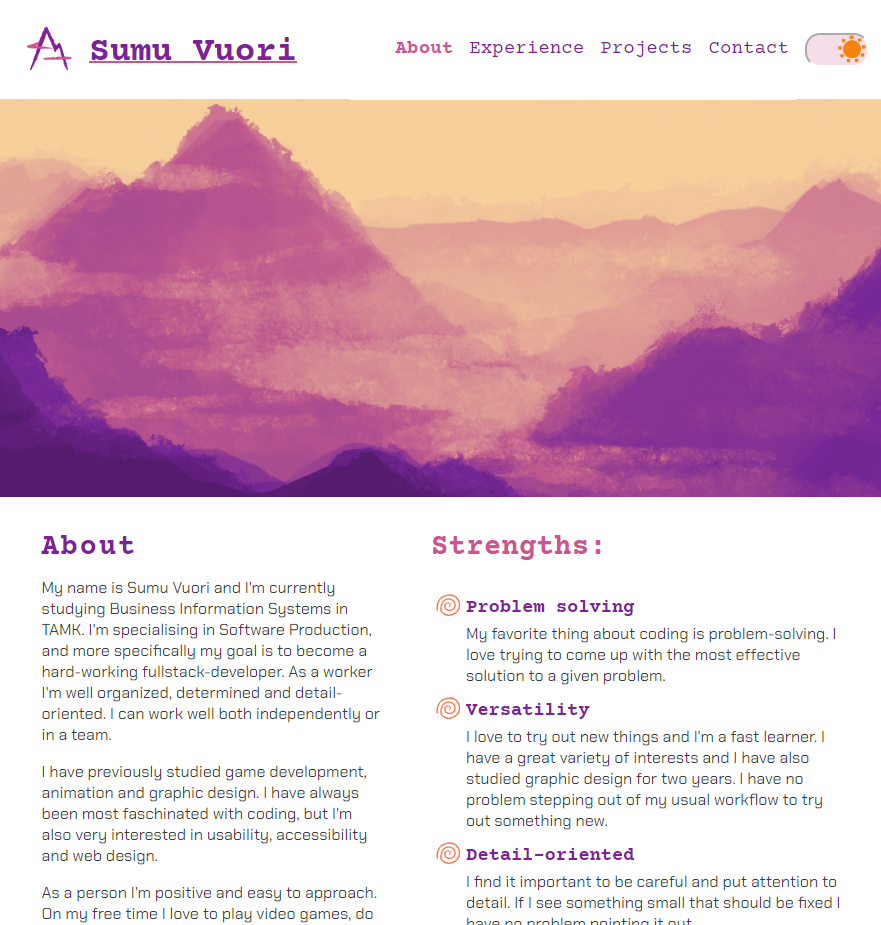 Sumu Vuori
About Experience Projects Contact
About
My name is Sumu Vuori and I'm currently
studying Business Information Systems in
TAMK. I'm specialising in Software Production,
and more specifically my goal is to become a
hard-working fullstack-developer. As a worker
I'm well organized, determined and detail-
oriented. I can work well both independently or
in a team.
I have previously studied game development,
animation and graphic design. I have always
been most faschinated with coding, but I'm
also very interested in usability, accessibility
and web design.
As a person I'm positive and easy to approach.
On my free time I love to play video games, do
Strengths:
Problem solving
My favorite thing about coding is problem-solving. I
love trying to come up with the most effective
solution to a given problem.
Versatility
I love to try out new things and I'm a fast learner. I
have a great variety of interests and I have also
studied graphic design for two years. I have no
problem stepping out of my usual workflow to try
out something new.
Detail-oriented
I find it important to be careful and put attention to
detail. If I see something small that should be fixed I
have no problem pointing it out.